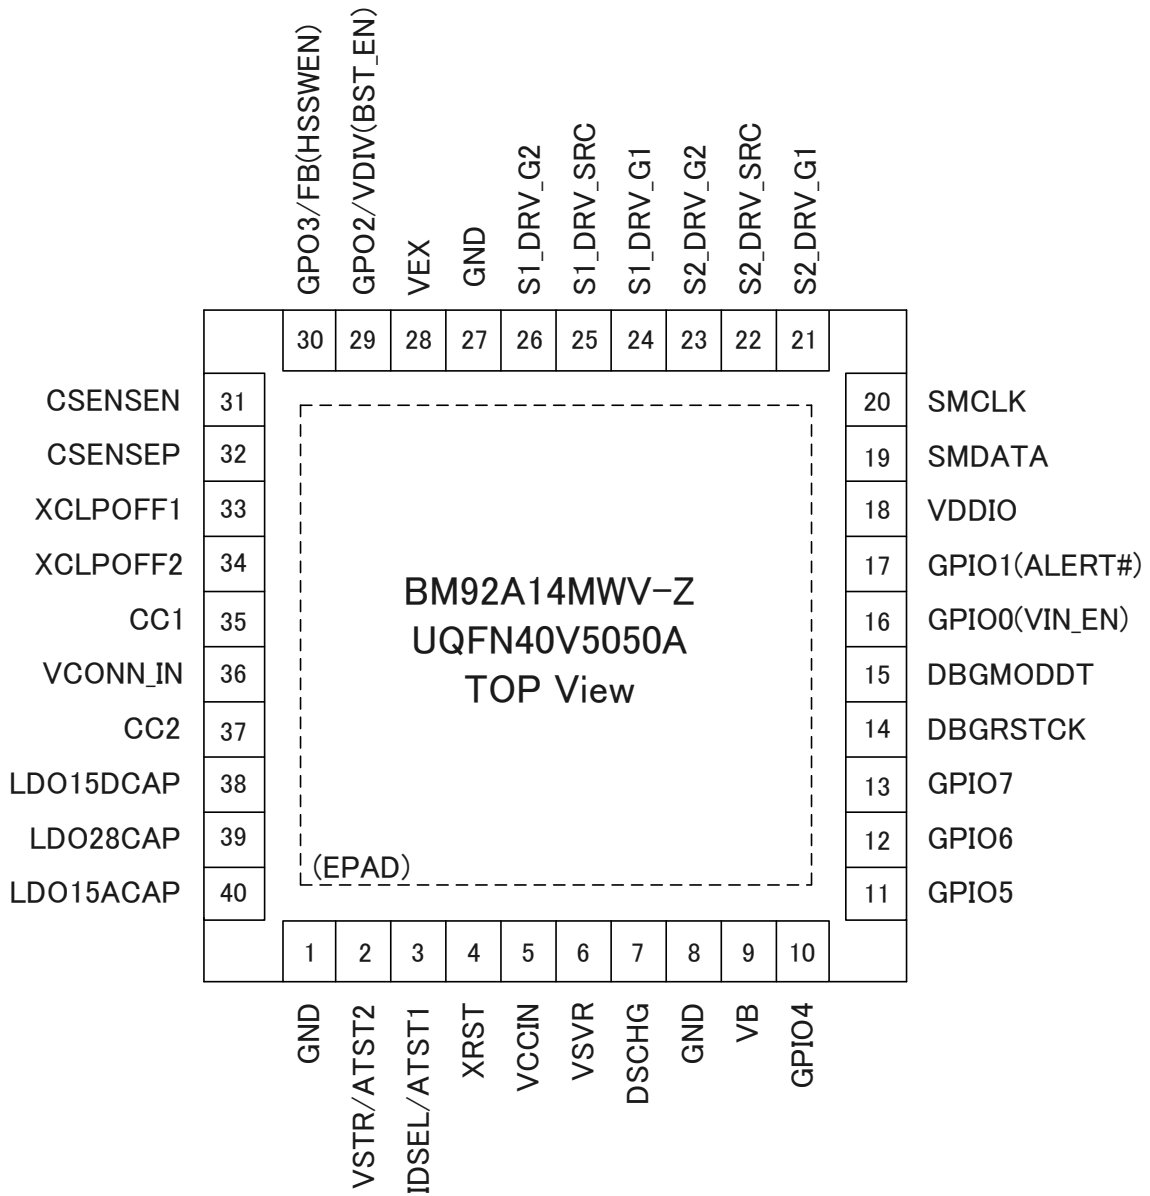 GPO3/FB(HSSWEN)
GPO2/VDIV(BST_EN)
VEX
GND
S1_DRV_G2
S1_DRV_SRC
S1_DRV_G1
S2_DRV_G2
S2_DRV_SRC
S2_DRV_G1
30 29 28 27 26 25 24 23 22 21
CSENSEN 31
20 SMCLK
CSENSEP 32
19 SMDATA
XCLPOFF1 33
18 VDDIO
XCLPOFF2 34
17 GPIO1(ALERT#)
CC1 35
16 GPIO0(VIN_EN)
VCONN_IN 36
15 DBGMODDT
CC2 37
14 DBGRSTCK
LDO15DCAP 38
13 GPIO7
LDO28CAP 39
12 GPIO6
LDO15ACAP 40
11 GPIO5
BM92A14MWV-Z
UQFN40V5050A
TOP View
(EPAD)
1 2 3 4 5 6 7 8 9 10
GND
VSTR/ATST2
IDSEL/ATST1
XRST
VCCIN
VSVR
DSCHG
GND
VB
GPIO4